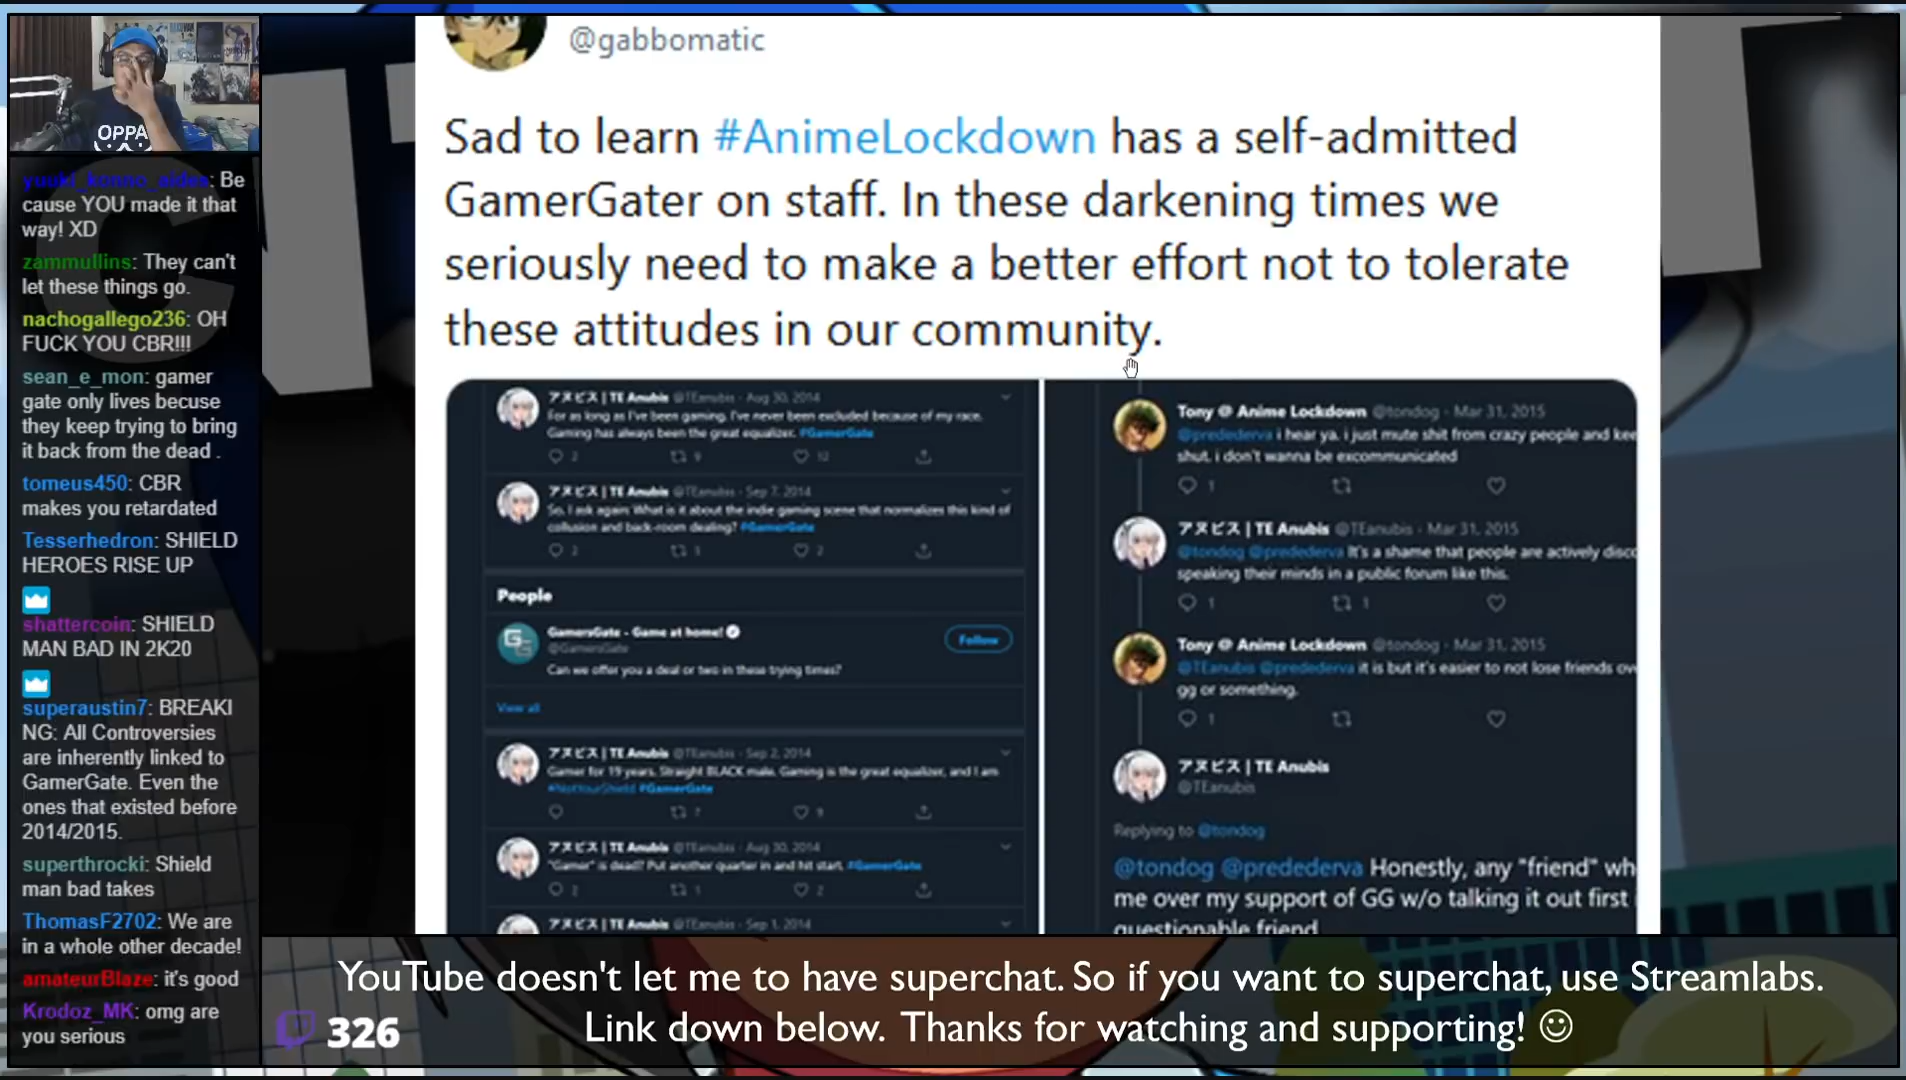 OPPA
yuuki_konno_sidea: Be
cause YOU made it that
way! XD
zammullins: They can't
let these things go.
nachogallego236: OH
FUCK YOU CBR!!!
sean_e_mon: gamer
gate only lives becuse
they keep trying to bring
it back from the dead .
tomeus450: CBR
makes you retardated
Tesserhedron: SHIELD
HEROES RISE UP
shattercoin: SHIELD
MAN BAD IN 2K20
superaustin7: BREAKI
NG: All Controversies
are inherently linked to
GamerGate. Even the
ones that existed before
2014/2015.
superthrocki: Shield
man bad takes
ThomasF2702: We are
in a whole other decade!
amateurBlaze: it's good
Krodoz_MK: omg are
you serious
@gabbomatic
Sad to learn #AnimeLockdown has a self-admitted
GamerGater on staff. In these darkening times we
seriously need to make a better effort not to tolerate
these attitudes in our community.
アヌビス | TE Anubis @TEanubis · Aug 30, 2014
For as long as I've been gaming, I've never been excluded because of my race.
Gaming has always been the great equalizer. #GamerGate
2 9 12
アヌビス | TE Anubis @TEanubis · Sep 7, 2014
So, I ask again: What is it about the indie gaming scene that normalizes this kind of
collusion and back-room dealing? #GamerGate
2 1 2
People
GamersGate - Game at home!
@GamersGate
Follow
Can we offer you a deal or two in these trying times?
View all
アヌビス | TE Anubis @TEanubis · Sep 2, 2014
Gamer for 19 years. Straight BLACK male. Gaming is the great equalizer, and I am
#NotYourShield #GamerGate
7 9
アヌビス | TE Anubis @TEanubis · Aug 30, 2014
"Gamer" is dead? Put another quarter in and hit start. #GamerGate
2 1 2
アヌビス | TE Anubis @TEanubis · Sep 1, 2014
Tony @ Anime Lockdown @tondog · Mar 31, 2015
@predederva i hear ya. i just mute shit from crazy people and kee
shut. i don't wanna be excommunicated
1
アヌビス | TE Anubis @TEanubis · Mar 31, 2015
@tondog @predederva It's a shame that people are actively disco
speaking their minds in a public forum like this.
1 1
Tony @ Anime Lockdown @tondog · Mar 31, 2015
@TEanubis @predederva it is but it's easier to not lose friends ov
gg or something.
1
アヌビス | TE Anubis
@TEanubis
Replying to @tondog
@tondog @predederva Honestly, any "friend" wh
me over my support of GG w/o talking it out first
questionable friend
YouTube doesn't let me to have superchat. So if you want to superchat, use Streamlabs.
Link down below. Thanks for watching and supporting! ☺
326